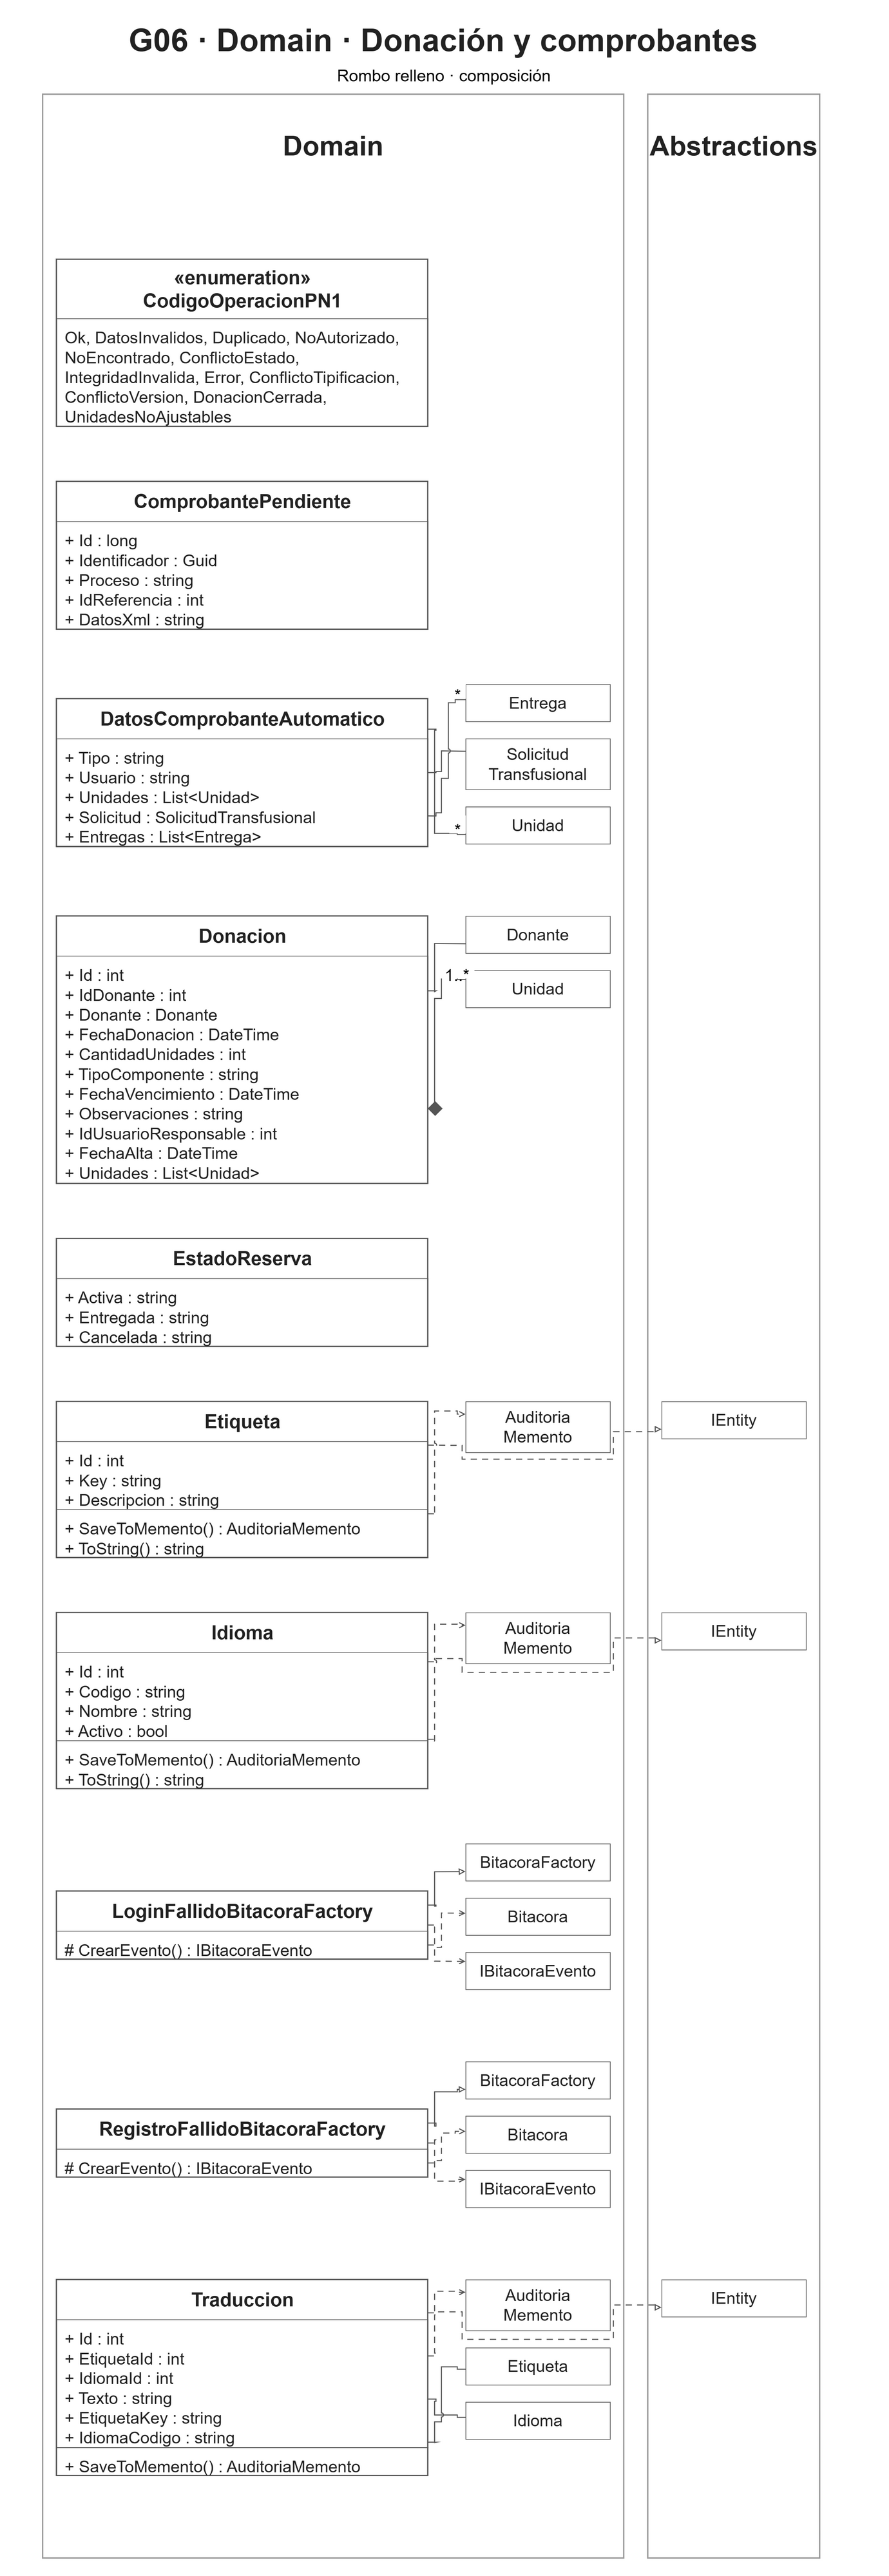 G06 · Domain · Donación y comprobantes
Rombo relleno · composición
Domain
Abstractions
«enumeration»
CodigoOperacionPN1
Ok, DatosInvalidos, Duplicado, NoAutorizado,
NoEncontrado, ConflictoEstado,
IntegridadInvalida, Error, ConflictoTipificacion,
ConflictoVersion, DonacionCerrada,
UnidadesNoAjustables
ComprobantePendiente
+ Id : long
+ Identificador : Guid
+ Proceso : string
+ IdReferencia : int
+ DatosXml : string
DatosComprobanteAutomatico
+ Tipo : string
+ Usuario : string
+ Unidades : List<Unidad>
+ Solicitud : SolicitudTransfusional
+ Entregas : List<Entrega>
*
Entrega
Solicitud
Transfusional
*
Unidad
Donacion
+ Id : int
+ IdDonante : int
+ Donante : Donante
+ FechaDonacion : DateTime
+ CantidadUnidades : int
+ TipoComponente : string
+ FechaVencimiento : DateTime
+ Observaciones : string
+ IdUsuarioResponsable : int
+ FechaAlta : DateTime
+ Unidades : List<Unidad>
Donante
1..*
Unidad
EstadoReserva
+ Activa : string
+ Entregada : string
+ Cancelada : string
Etiqueta
+ Id : int
+ Key : string
+ Descripcion : string
+ SaveToMemento() : AuditoriaMemento
+ ToString() : string
Auditoria
Memento
IEntity
Idioma
+ Id : int
+ Codigo : string
+ Nombre : string
+ Activo : bool
+ SaveToMemento() : AuditoriaMemento
+ ToString() : string
Auditoria
Memento
IEntity
LoginFallidoBitacoraFactory
# CrearEvento() : IBitacoraEvento
BitacoraFactory
Bitacora
IBitacoraEvento
RegistroFallidoBitacoraFactory
# CrearEvento() : IBitacoraEvento
BitacoraFactory
Bitacora
IBitacoraEvento
Traduccion
+ Id : int
+ EtiquetaId : int
+ IdiomaId : int
+ Texto : string
+ EtiquetaKey : string
+ IdiomaCodigo : string
+ SaveToMemento() : AuditoriaMemento
Auditoria
Memento
Etiqueta
Idioma
IEntity